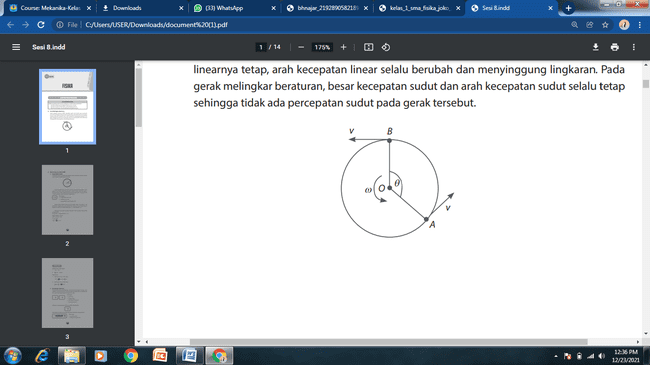 Course: Mekanika-Kelas
Downloads
(33) WhatsApp
bhnajar_219289058218
kelas_1_sma_fisika_joko
Sesi 8.indd
File
C:/Users/USER/Downloads/document%20(1).pdf
Sesi 8.indd
1 / 14
175%
FISIKA
1
2
3
linearnya tetap, arah kecepatan linear selalu berubah dan menyinggung lingkaran. Pada
gerak melingkar beraturan, besar kecepatan sudut dan arah kecepatan sudut selalu tetap
sehingga tidak ada percepatan sudut pada gerak tersebut.
v
B
ω
O
θ
v
A
12:36 PM
12/23/2021